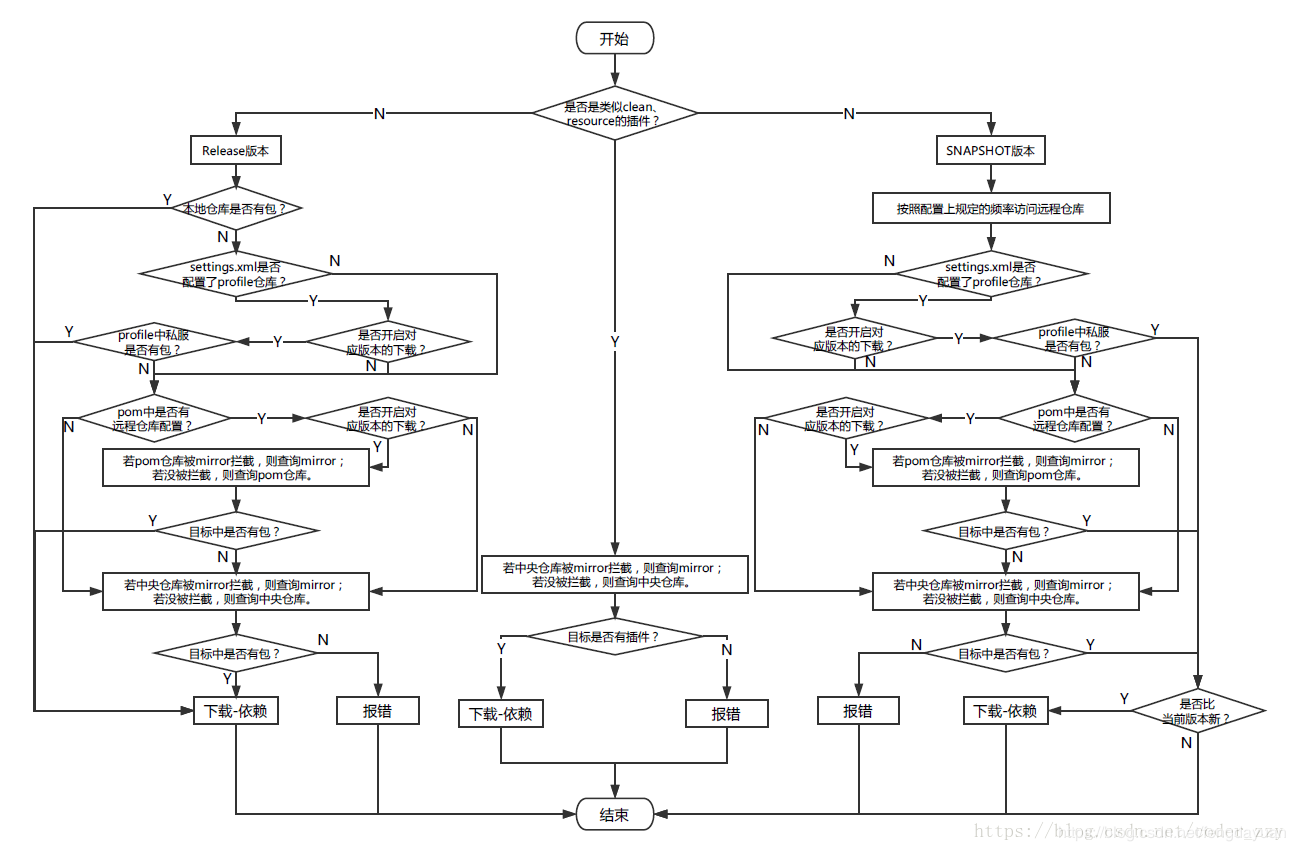 开始
是否是类似clean、
resource的插件？
N
N
Release版本
SNAPSHOT版本
Y
本地仓库是否有包？
按照配置上规定的频率访问远程仓库
N
settings.xml是否
配置了profile仓库？
N
N
settings.xml是否
配置了profile仓库？
Y
Y
Y
profile中私服
是否有包？
Y
是否开启对
应版本的下载？
Y
是否开启对
应版本的下载？
Y
profile中私服
是否有包？
Y
N
N
N
N
pom中是否有
远程仓库配置？
Y
是否开启对
应版本的下载？
是否开启对
应版本的下载？
Y
pom中是否有
远程仓库配置？
N
N
N
N
Y
Y
若pom仓库被mirror拦截，则查询mirror；
若没被拦截，则查询pom仓库。
若pom仓库被mirror拦截，则查询mirror；
若没被拦截，则查询pom仓库。
Y
目标中是否有包？
目标中是否有包？
Y
N
N
若中央仓库被mirror拦截，则查询mirror；
若没被拦截，则查询中央仓库。
若中央仓库被mirror拦截，则查询mirror；
若没被拦截，则查询中央仓库。
若中央仓库被mirror拦截，则查询mirror；
若没被拦截，则查询中央仓库。
目标中是否有包？
N
Y
目标是否有插件？
N
N
目标中是否有包？
Y
Y
下载-依赖
报错
下载-依赖
报错
报错
下载-依赖
Y
是否比
当前版本新？
N
结束